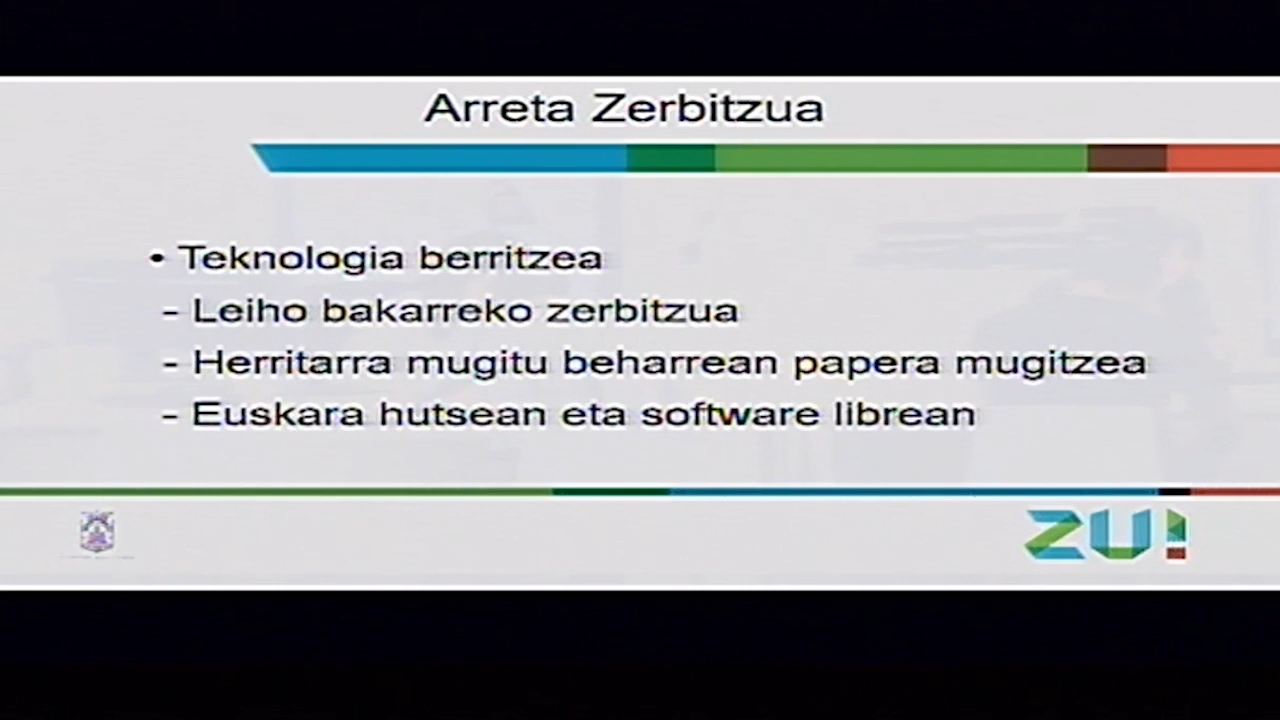 Arreta Zerbitzua
• Teknologia berritzea
- Leiho bakarreko zerbitzua
- Herritarra mugitu beharrean papera mugitzea
- Euskara hutsean eta software librean
ZU!